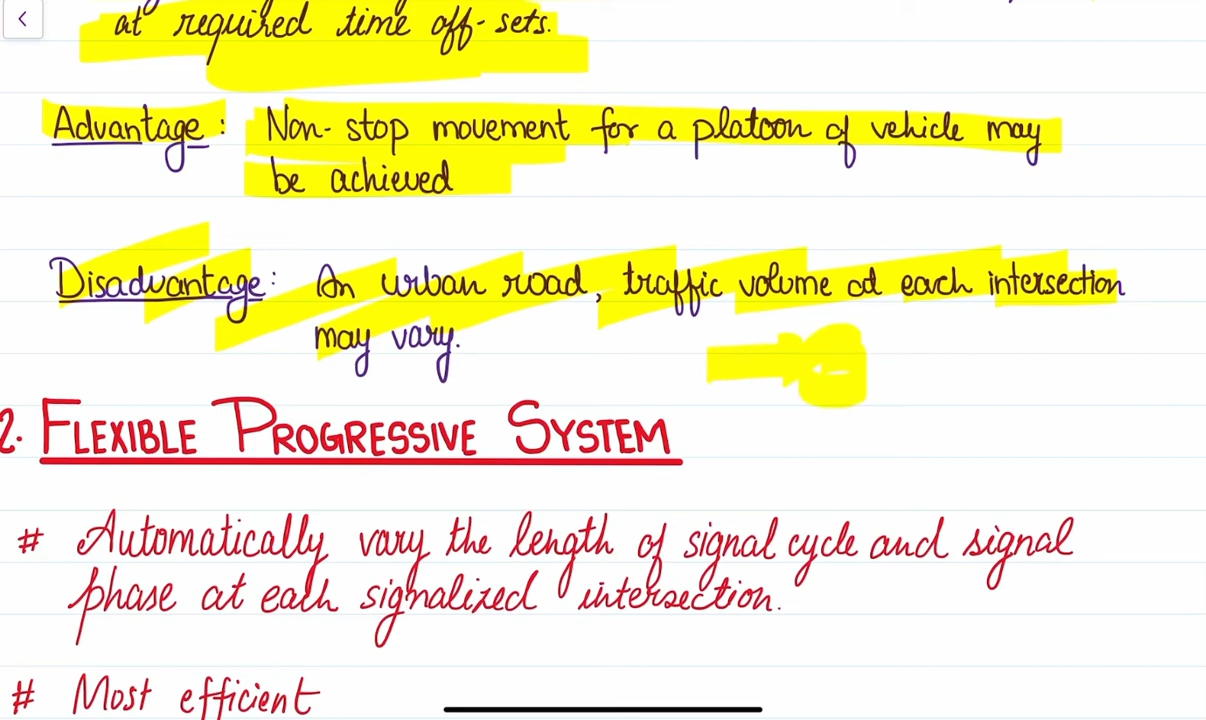 at required time off-sets.
Advantage: Non-stop movement for a platoon of vehicle may
be achieved
Disadvantage: On urban road, traffic volume at each intersection
may vary.
2. FLEXIBLE PROGRESSIVE SYSTEM
# Automatically vary the length of signal cycle and signal
phase at each signalized intersection.
# Most efficient